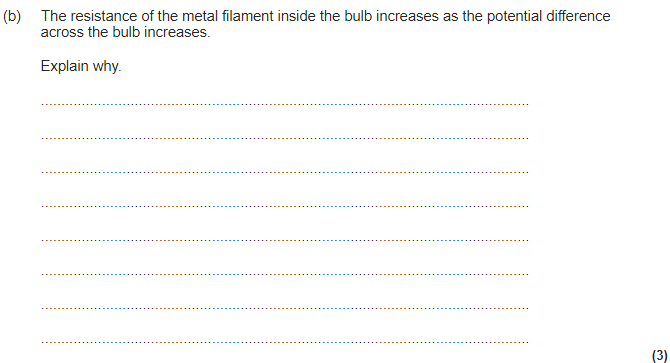 (b) The resistance of the metal filament inside the bulb increases as the potential difference
across the bulb increases.
Explain why.
(3)